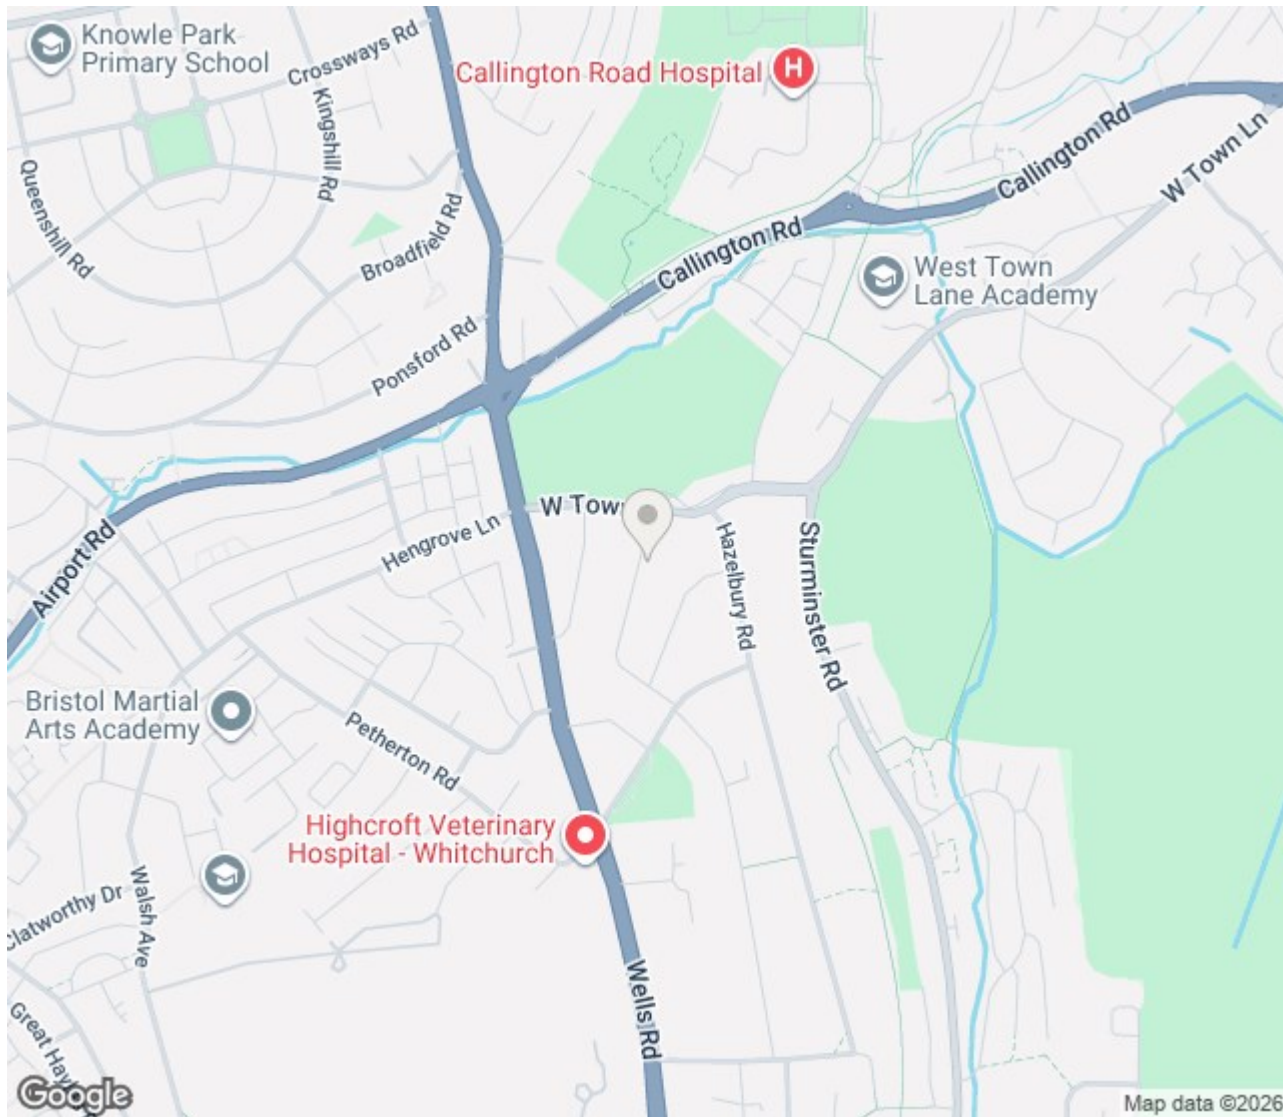 Knowle Park
Primary School
Crossways Rd
Kingshill Rd
Queenshill Rd
Broadfield Rd
Ponsford Rd
Callington Road Hospital
H
Callington Rd
Callington Rd
W Town Ln
West Town
Lane Academy
Airport Rd
Hengrove Ln
W Town
Hazelbury Rd
Sturminster Rd
Bristol Martial
Arts Academy
Petherton Rd
Highcroft Veterinary
Hospital - Whitchurch
Clatworthy Dr
Walsh Ave
Great
Wells Rd
Google
Map data ©2026